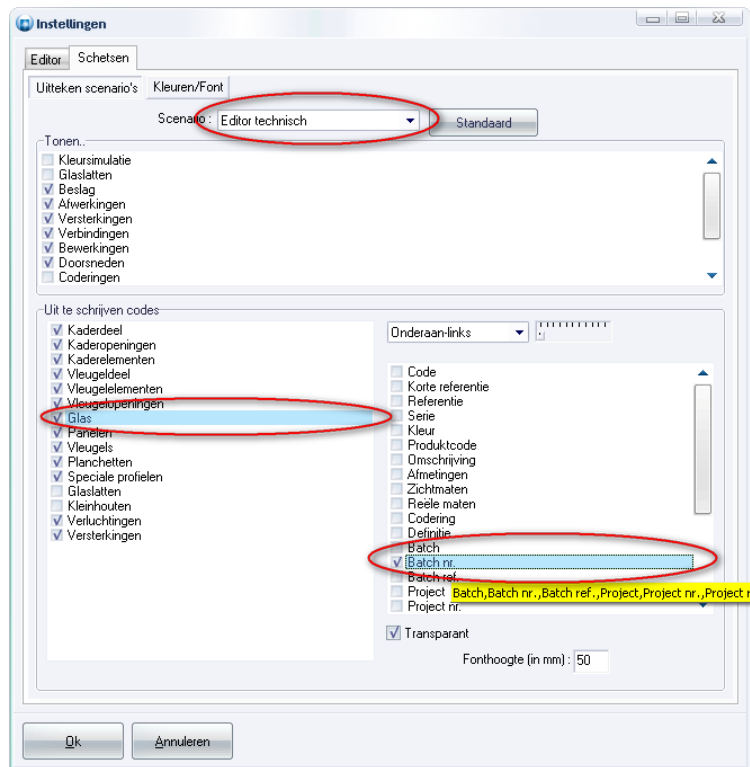 Instellingen
Editor Schetsen
Uitteken scenario's Kleuren/Font
Scenario : Editor technisch Standaard
Tonen..
Kleursimulatie
Glaslatten
Beslag
Afwerkingen
Versterkingen
Verbindingen
Bewerkingen
Doorsneden
Coderingen
Uit te schrijven codes
Kaderdeel
Kaderopeningen
Kaderelementen
Vleugeldeel
Vleugelelementen
Vleugelopeningen
Glas
Panelen
Vleugels
Planchetten
Speciale profielen
Glaslatten
Kleinhouten
Verluchtingen
Versterkingen
Onderaan-links
Code
Korte referentie
Referentie
Serie
Kleur
Produktcode
Omschrijving
Afmetingen
Zichtmaten
Reële maten
Codering
Definitie
Batch
Batch nr.
Batch ref.
Project
Batch,Batch nr.,Batch ref.,Project,Project nr.,Project
Project nr.
Transparant
Fonthoogte (in mm) : 50
Ok Annuleren